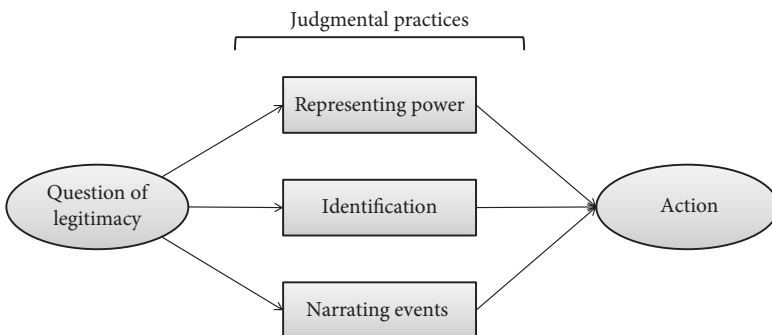 Judgmental practices
Representing power
Question of
legitimacy
Identification
Action
Narrating events